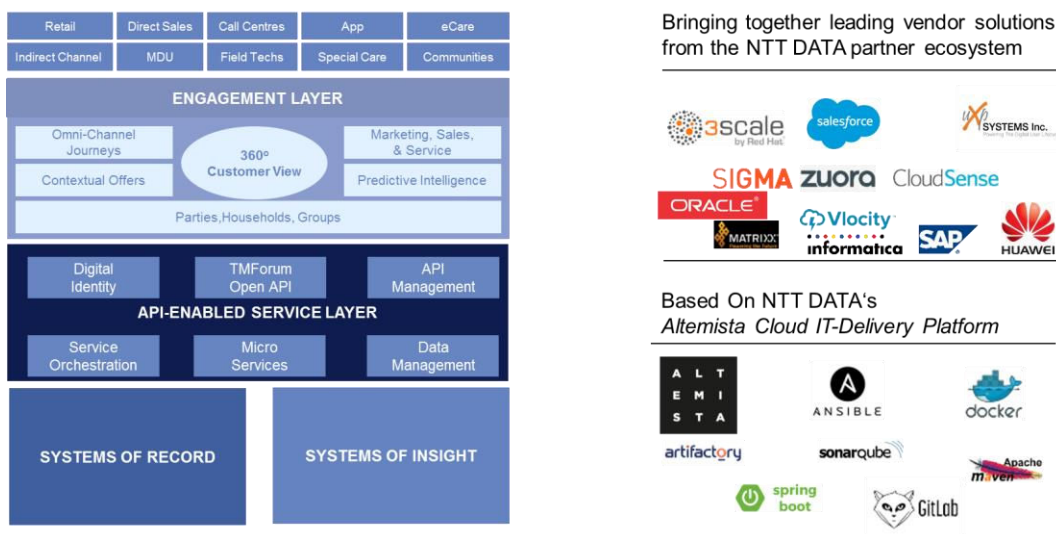 Retail
Direct Sales
Call Centres
App
eCare
Indirect Channel
MDU
Field Techs
Special Care
Communities
ENGAGEMENT LAYER
Omni-Channel
Journeys
Contextual Offers
360º
Customer View
Marketing, Sales,
& Service
Predictive Intelligence
Parties,Households, Groups
Digital
Identity
TMForum
Open API
API
Management
API-ENABLED SERVICE LAYER
Service
Orchestration
Micro
Services
Data
Management
SYSTEMS OF RECORD
SYSTEMS OF INSIGHT
Bringing together leading vendor solutions
from the NTT DATA partner ecosystem
3scale
by Red Hat
salesforce
uXp
SYSTEMS Inc.
SIGMA
zuora
CloudSense
ORACLE®
MATRIXX
Vlocity
informatica
SAP
HUAWEI
Based On NTT DATA‘s
Altemista Cloud IT-Delivery Platform
A L T
E M I
S T A
ANSIBLE
docker
artifactory
sonarqube
Apache
maven
spring
boot
GitLab